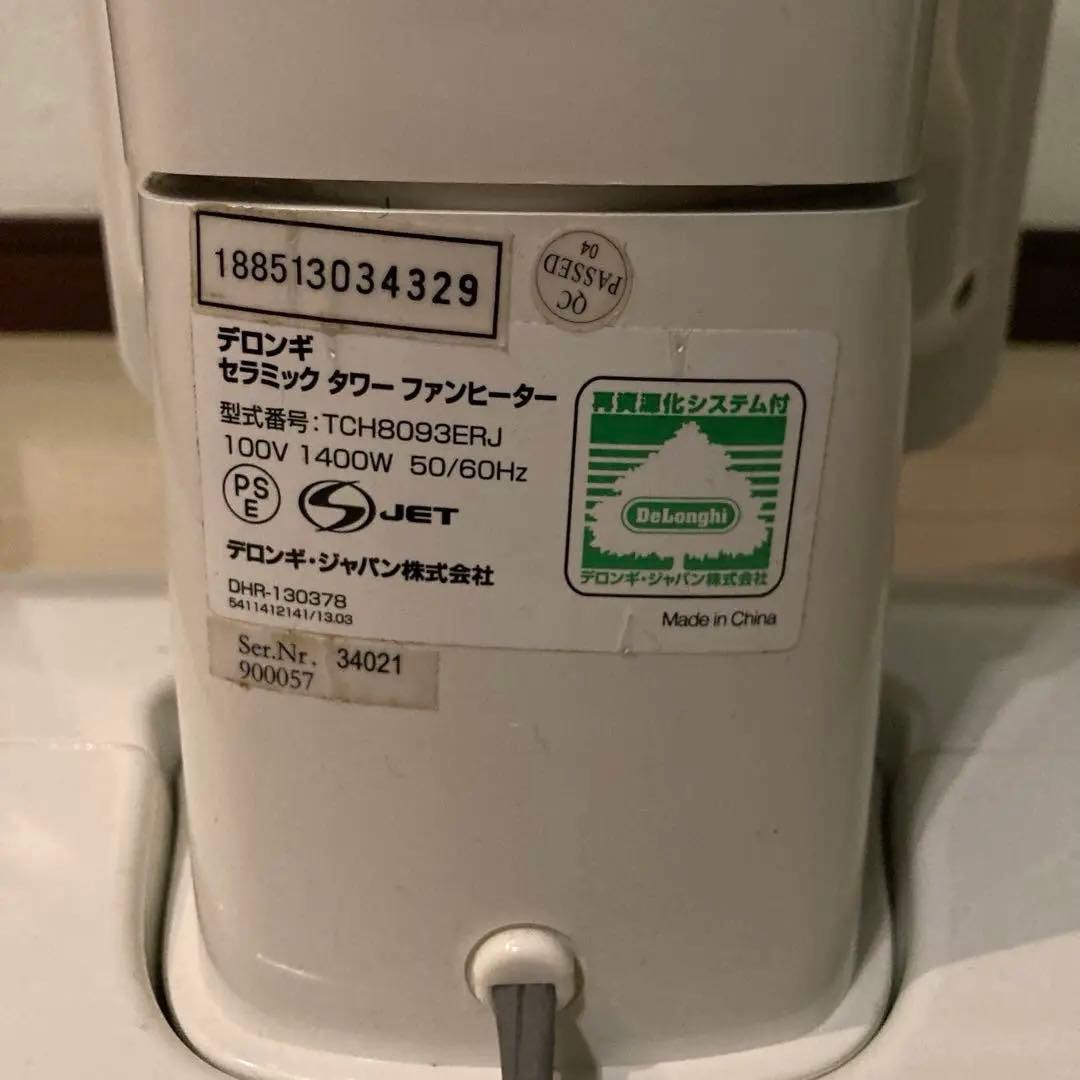 188513034329
QC
PASSED
04
デロンギ
セラミック タワー ファンヒーター
型式番号:TCH8093ERJ
100V 1400W 50/60Hz
PS
E
JET
デロンギ・ジャパン株式会社
DHR-130378
5411412141/13.03
再資源化システム付
DeLonghi
デロンギ・ジャパン株式会社
Made in China
Ser.Nr. 34021
900057